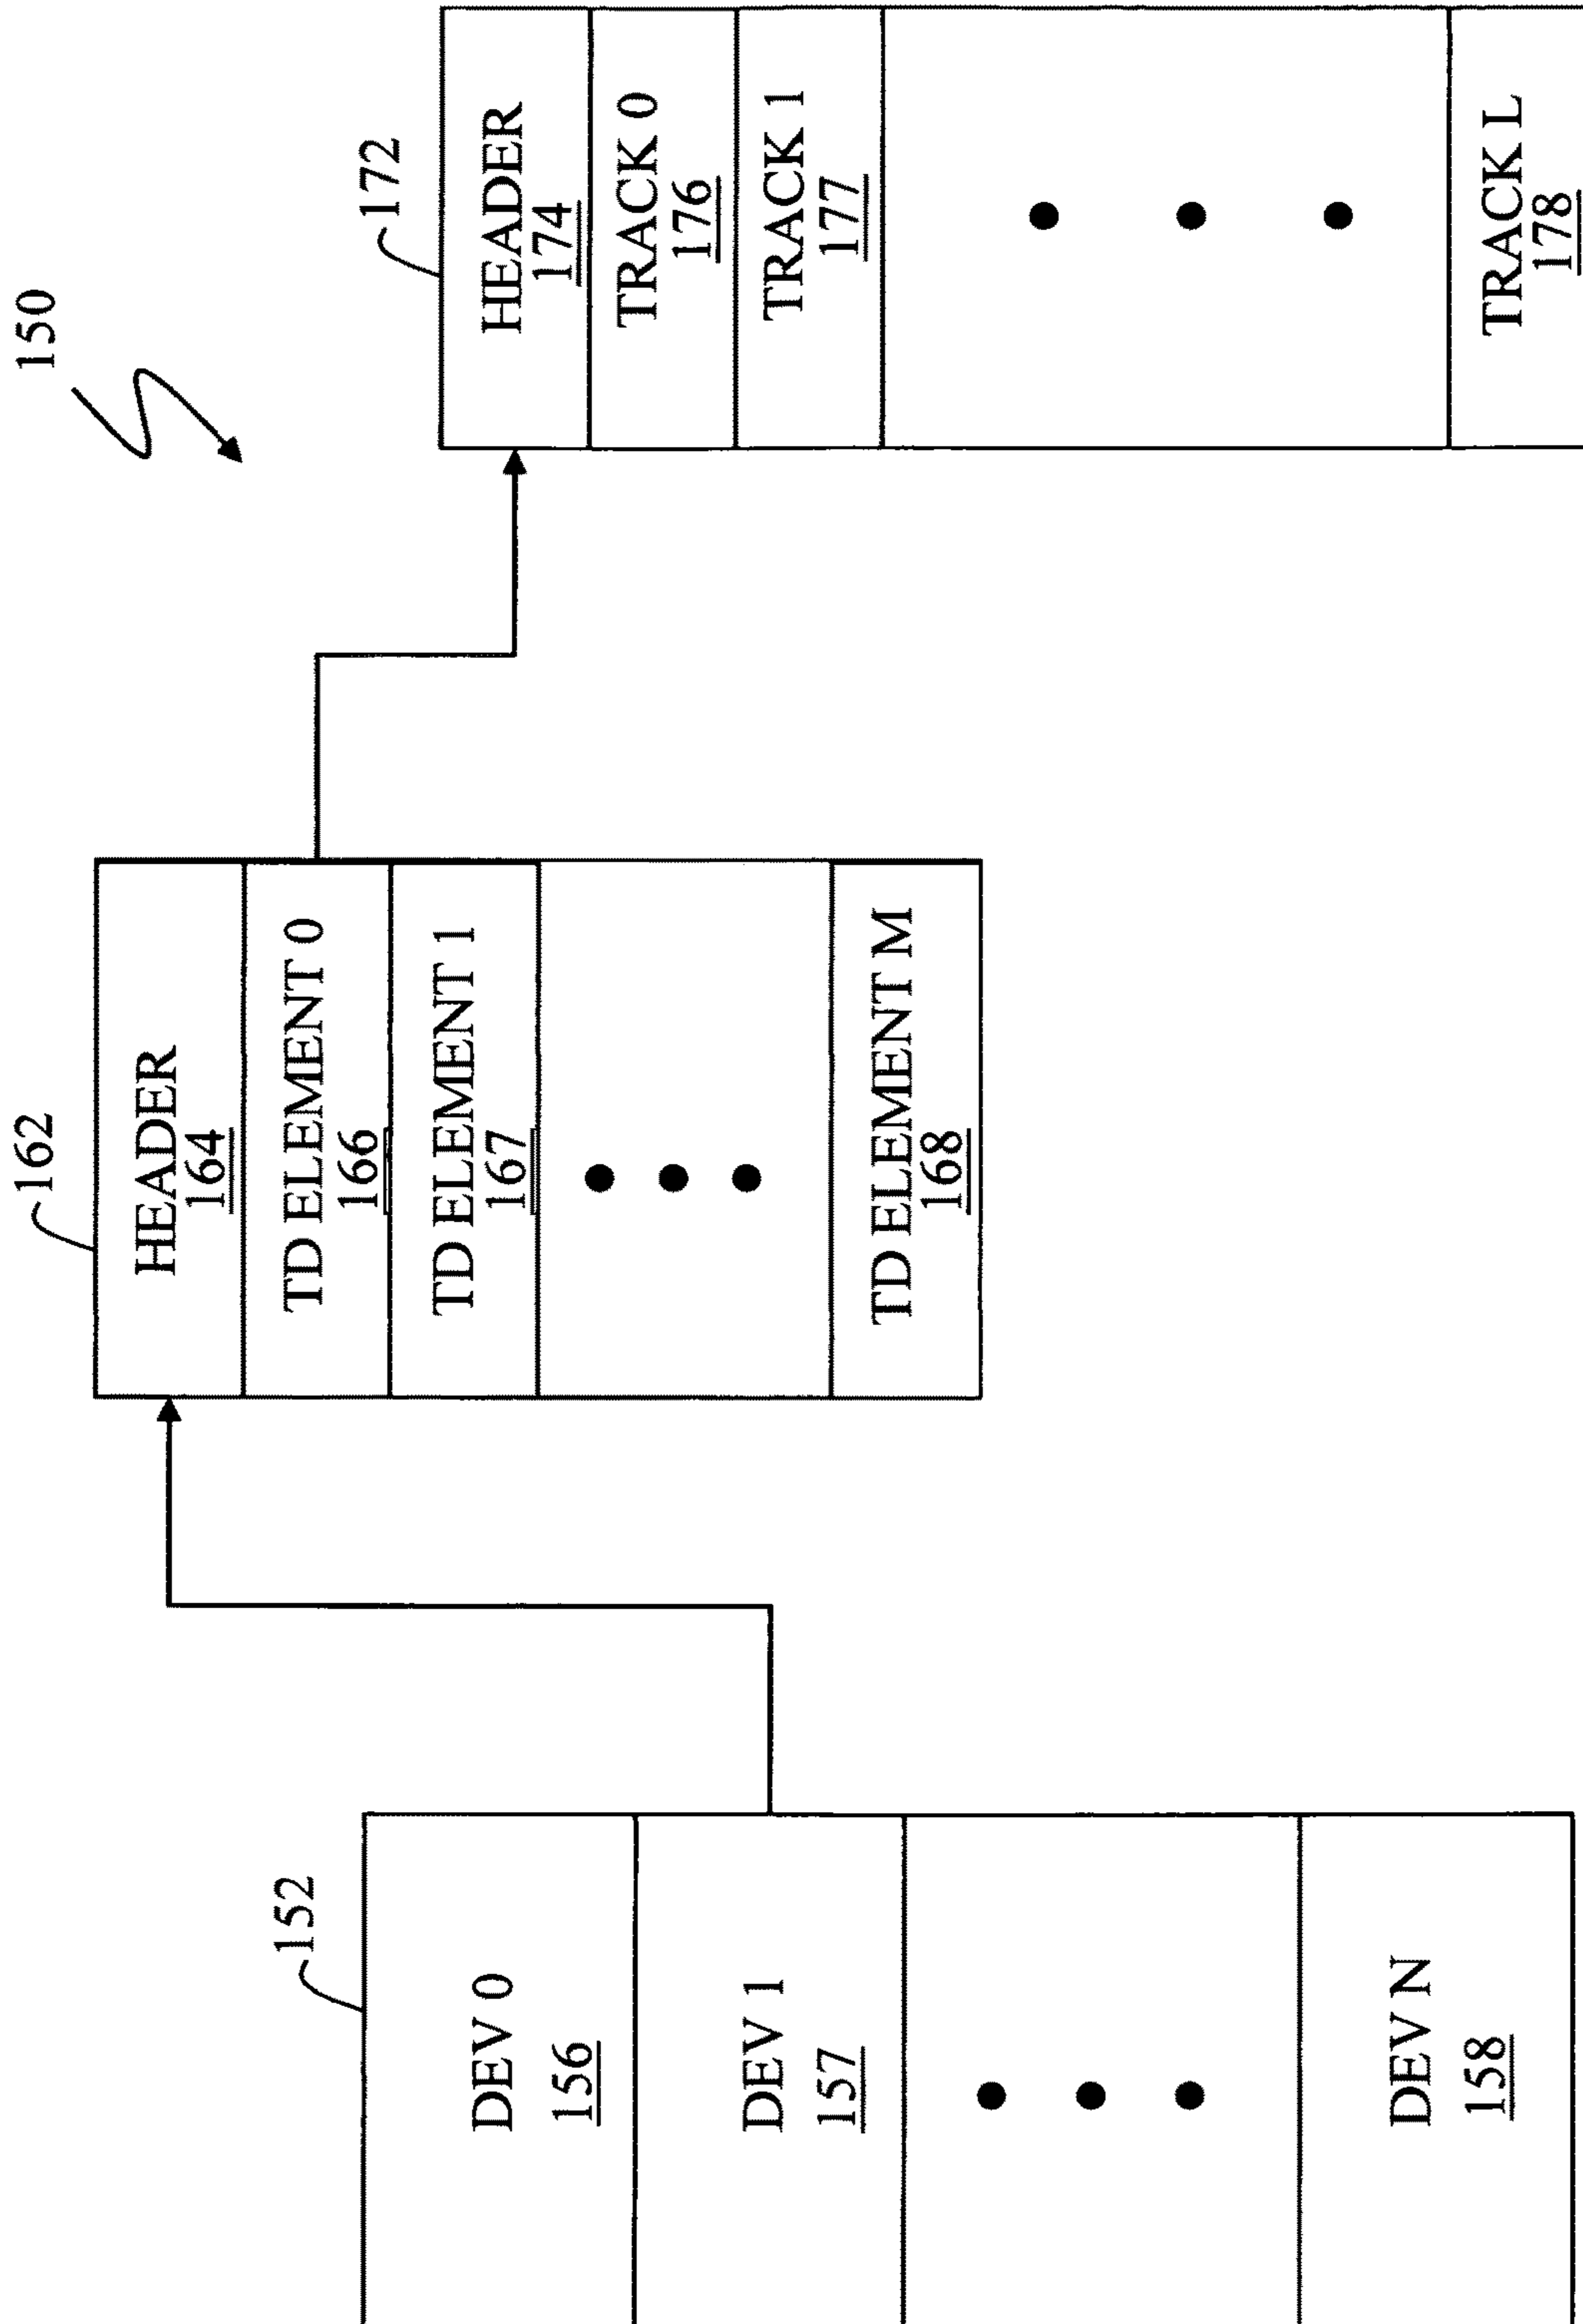 150
152
DEV 0
156
DEV 1
157
DEV N
158
162
HEADER
164
TD ELEMENT 0
166
TD ELEMENT 1
167
TD ELEMENT M
168
172
HEADER
174
TRACK 0
176
TRACK 1
177
TRACK L
178